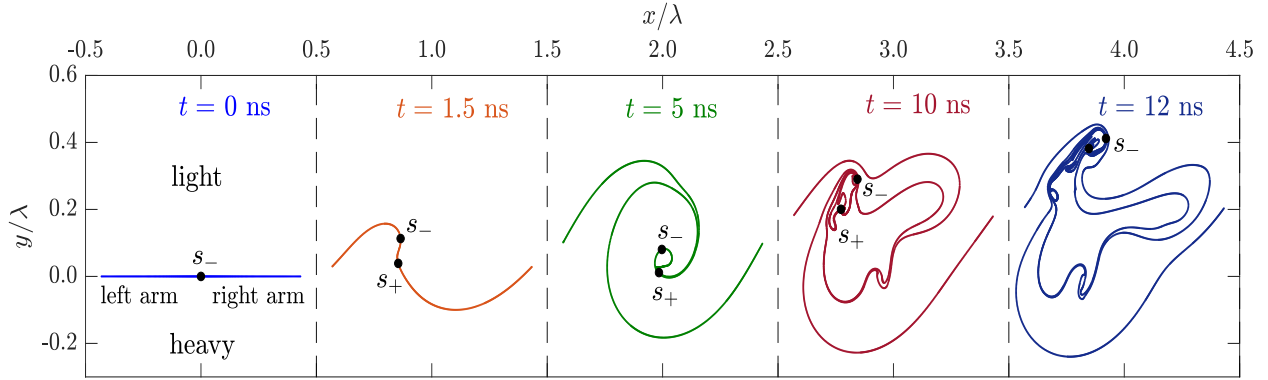 x/λ
-0.5 0.0 0.5 1.0 1.5 2.0 2.5 3.0 3.5 4.0 4.5
0.6
t = 0 ns t = 1.5 ns t = 5 ns t = 10 ns t = 12 ns
0.4
light
s₋
s₋
0.2
y/λ
s₋ s₋ s₋ s₊
0.0
s₊ s₊
left arm right arm
heavy
-0.2